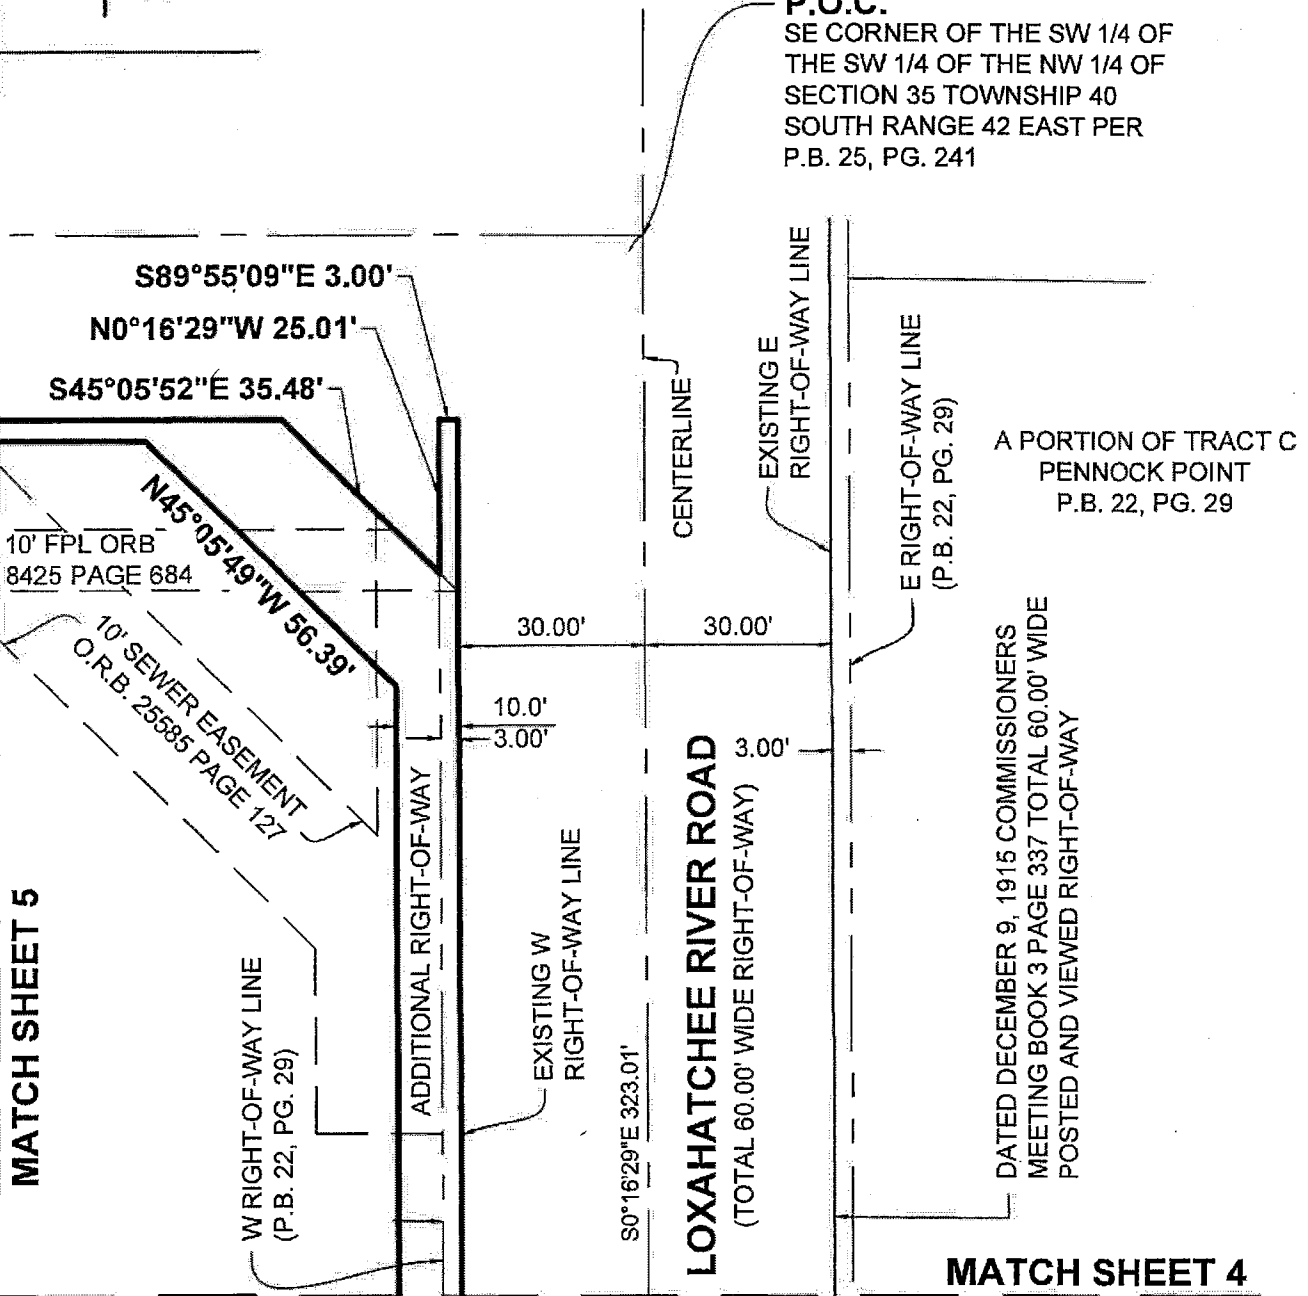 P.O.C.
SE CORNER OF THE SW 1/4 OF
THE SW 1/4 OF THE NW 1/4 OF
SECTION 35 TOWNSHIP 40
SOUTH RANGE 42 EAST PER
P.B. 25, PG. 241
S89°55'09"E 3.00'
N0°16'29"W 25.01'
S45°05'52"E 35.48'
N45°05'49"W 56.39'
10' FPL ORB
8425 PAGE 684
10' SEWER EASEMENT
O.R.B. 25585 PAGE 127
CENTERLINE
EXISTING E
RIGHT-OF-WAY LINE
E RIGHT-OF-WAY LINE
(P.B. 22, PG. 29)
A PORTION OF TRACT C
PENNOCK POINT
P.B. 22, PG. 29
30.00'
30.00'
10.0'
3.00'
3.00'
ADDITIONAL RIGHT-OF-WAY
EXISTING W
RIGHT-OF-WAY LINE
W RIGHT-OF-WAY LINE
(P.B. 22, PG. 29)
S0°16'29"E 323.01'
LOXAHATCHEE RIVER ROAD
(TOTAL 60.00' WIDE RIGHT-OF-WAY)
DATED DECEMBER 9, 1915 COMMISSIONERS
MEETING BOOK 3 PAGE 337 TOTAL 60.00' WIDE
POSTED AND VIEWED RIGHT-OF-WAY
MATCH SHEET 5
MATCH SHEET 4